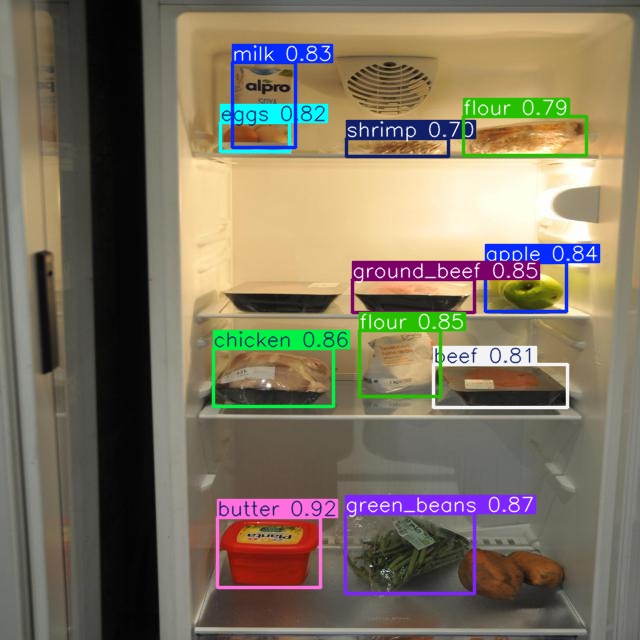 milk 0.83
alpro
SOYA
eggs 0.82
flour 0.79
shrimp 0.70
apple 0.84
ground_beef 0.85
flour 0.85
chicken 0.86
beef 0.81
butter 0.92
green_beans 0.87
Planta